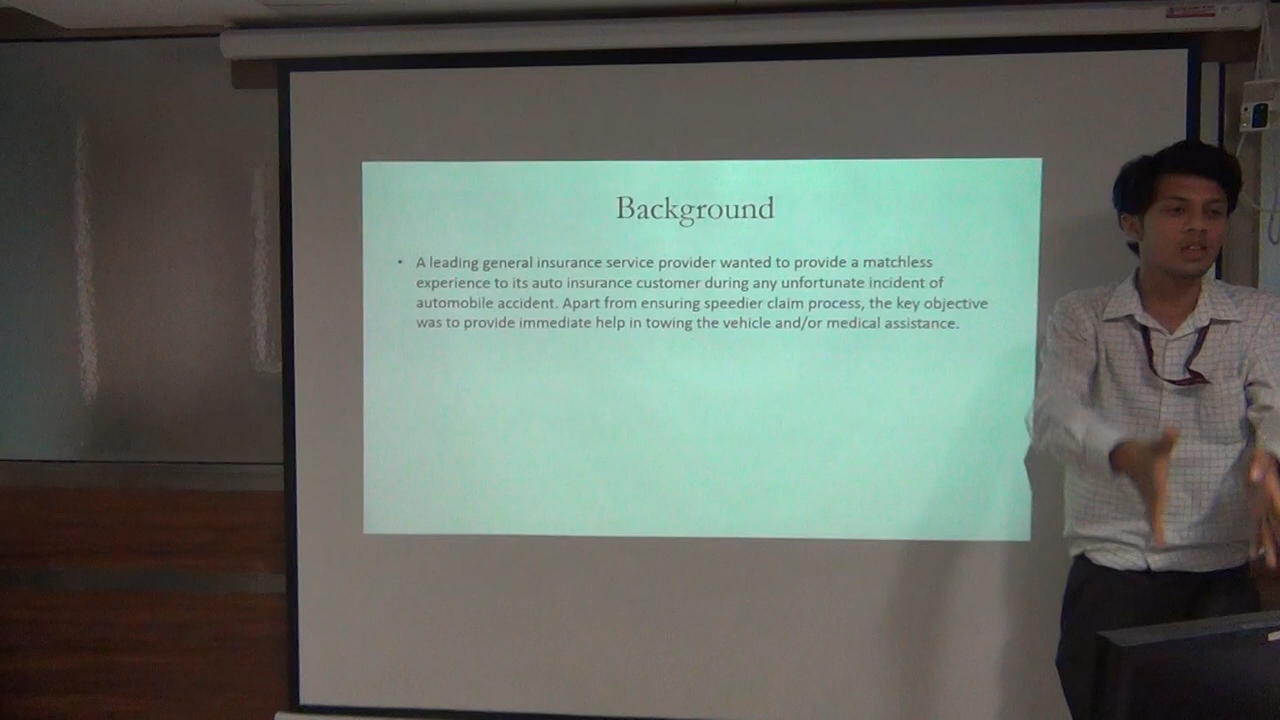 Background
• A leading general insurance service provider wanted to provide a matchless
experience to its auto insurance customer during any unfortunate incident of
automobile accident. Apart from ensuring speedier claim process, the key objective
was to provide immediate help in towing the vehicle and/or medical assistance.